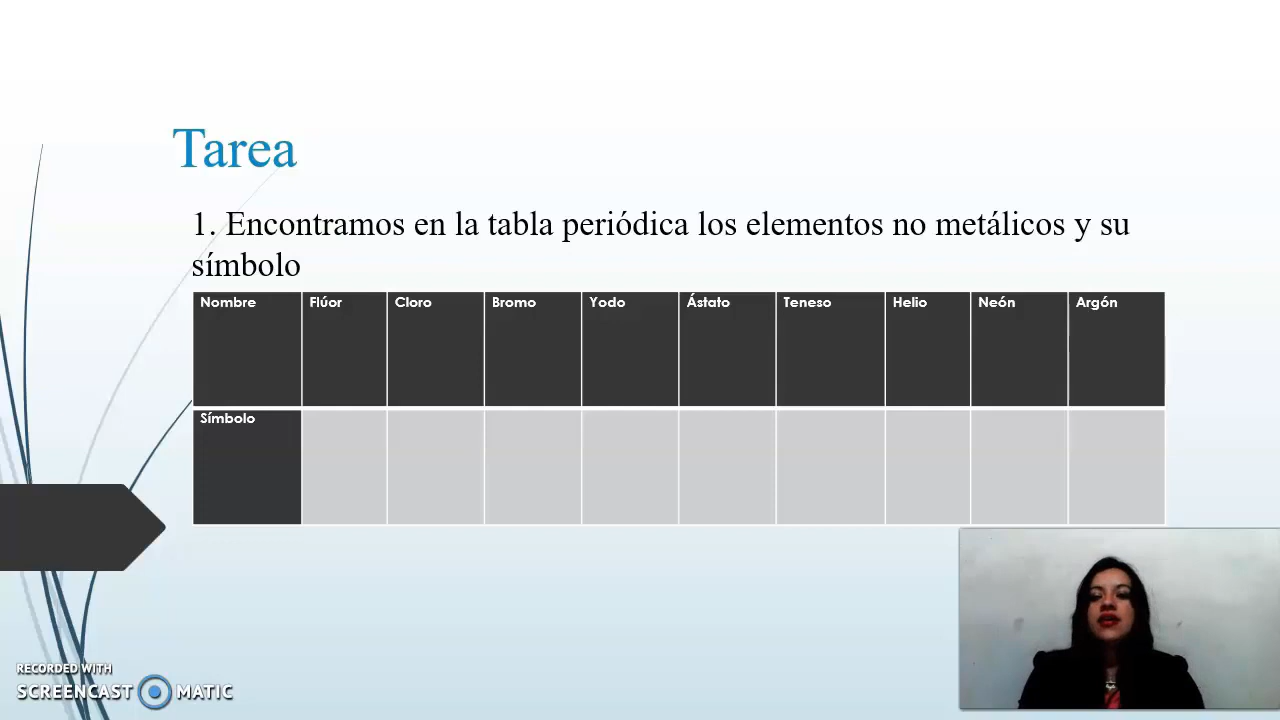 Tarea
1. Encontramos en la tabla periódica los elementos no metálicos y su
símbolo
Nombre Flúor Cloro Bromo Yodo Ástato Teneso Helio Neón Argón
Símbolo
RECORDED WITH
SCREENCAST MATIC